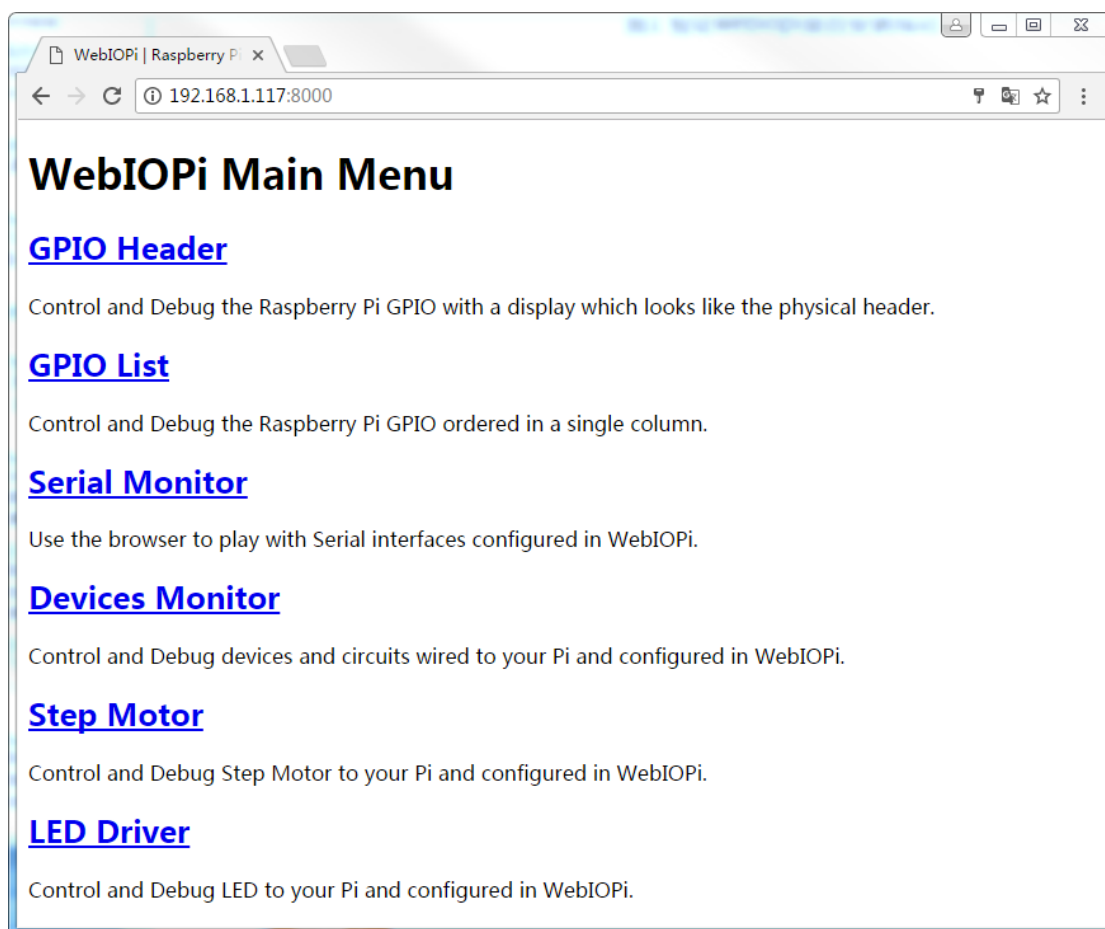 WebIOPi | Raspberry Pi
192.168.1.117:8000
WebIOPi Main Menu
GPIO Header
Control and Debug the Raspberry Pi GPIO with a display which looks like the physical header.
GPIO List
Control and Debug the Raspberry Pi GPIO ordered in a single column.
Serial Monitor
Use the browser to play with Serial interfaces configured in WebIOPi.
Devices Monitor
Control and Debug devices and circuits wired to your Pi and configured in WebIOPi.
Step Motor
Control and Debug Step Motor to your Pi and configured in WebIOPi.
LED Driver
Control and Debug LED to your Pi and configured in WebIOPi.